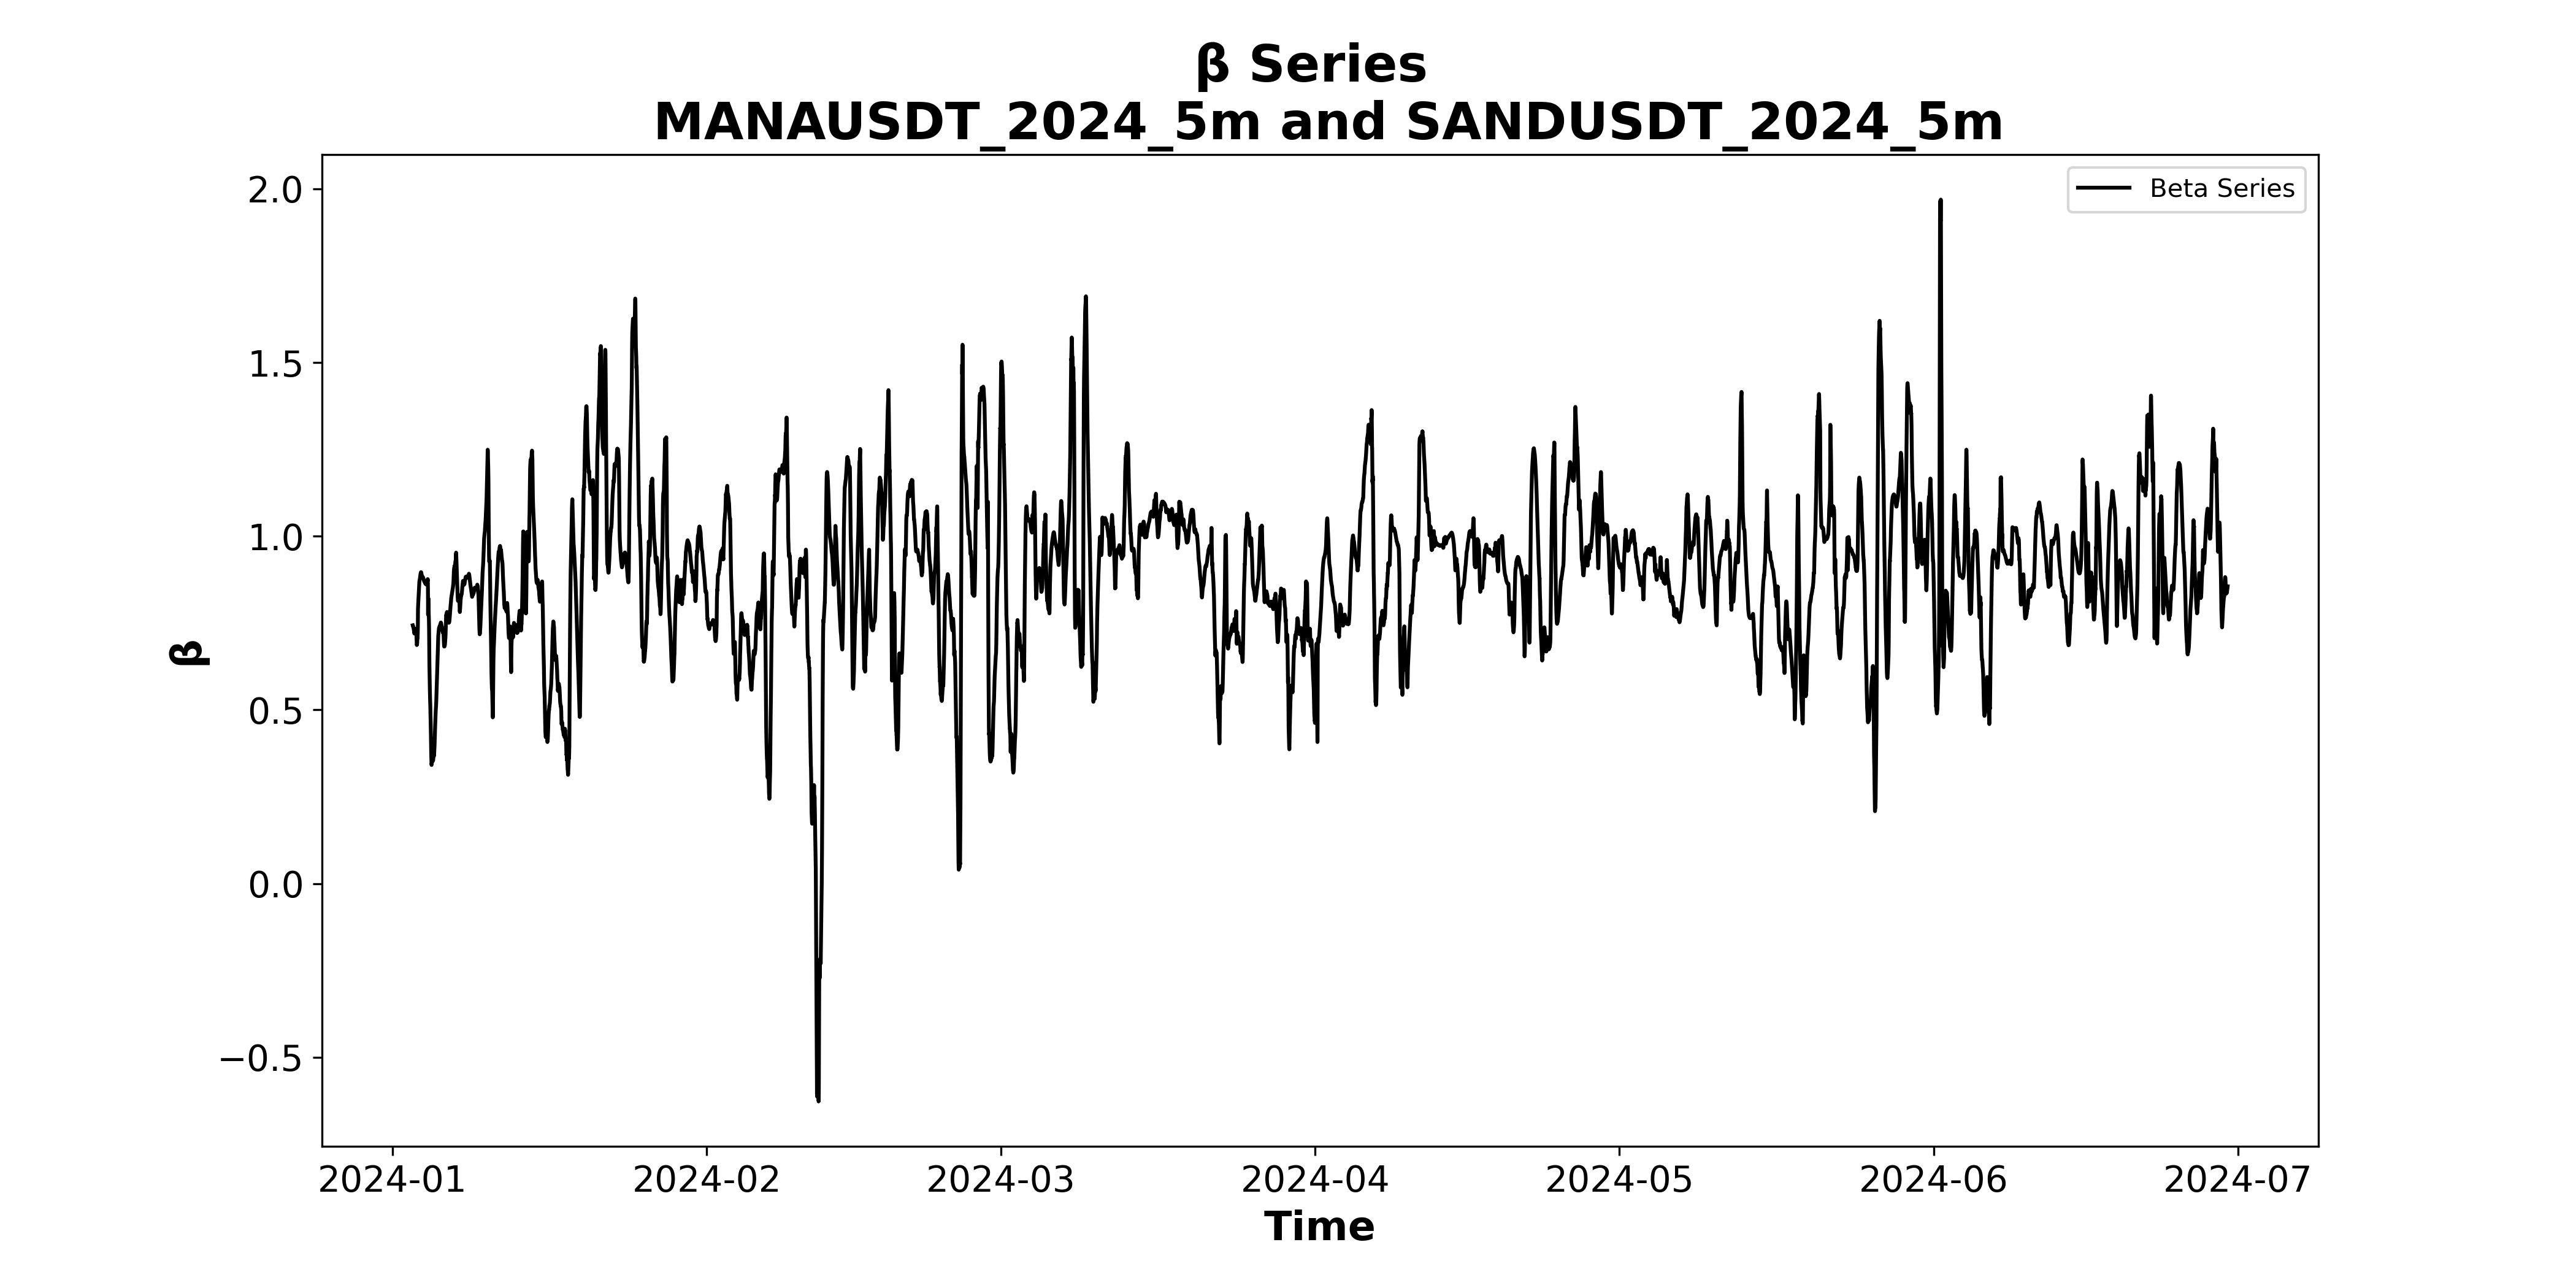 β Series
MANAUSDT_2024_5m and SANDUSDT_2024_5m
Beta Series
2.0
1.5
1.0
0.5
0.0
−0.5
β
2024-01 2024-02 2024-03 2024-04 2024-05 2024-06 2024-07
Time